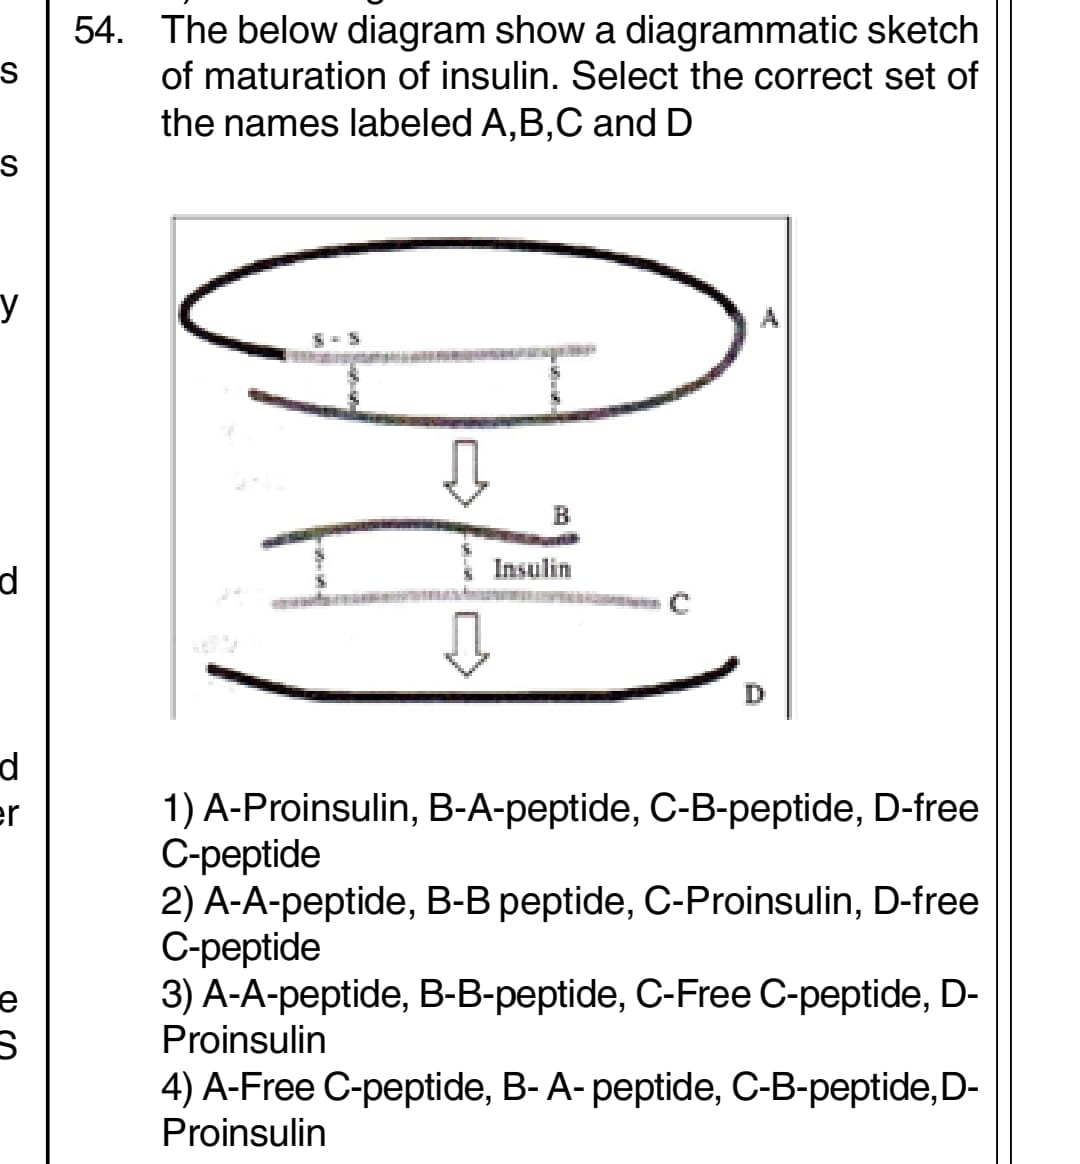 54. The below diagram show a diagrammatic sketch
of maturation of insulin. Select the correct set of
the names labeled A,B,C and D
A
S - S
S
S
S
S
B
S
S
S
S
Insulin
C
D
1) A-Proinsulin, B-A-peptide, C-B-peptide, D-free
C-peptide
2) A-A-peptide, B-B peptide, C-Proinsulin, D-free
C-peptide
3) A-A-peptide, B-B-peptide, C-Free C-peptide, D-
Proinsulin
4) A-Free C-peptide, B- A- peptide, C-B-peptide,D-
Proinsulin
s
s
y
d
d
er
e
S